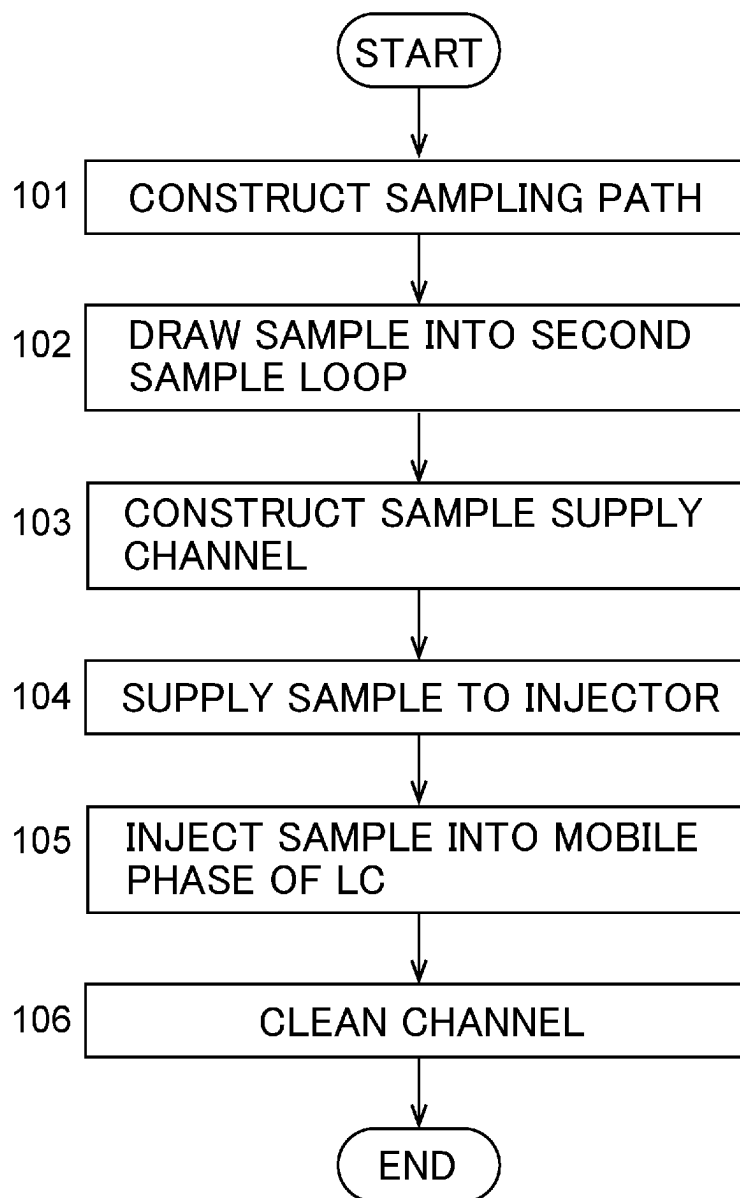 START
101 CONSTRUCT SAMPLING PATH
102 DRAW SAMPLE INTO SECOND
SAMPLE LOOP
103 CONSTRUCT SAMPLE SUPPLY
CHANNEL
104 SUPPLY SAMPLE TO INJECTOR
105 INJECT SAMPLE INTO MOBILE
PHASE OF LC
106 CLEAN CHANNEL
END